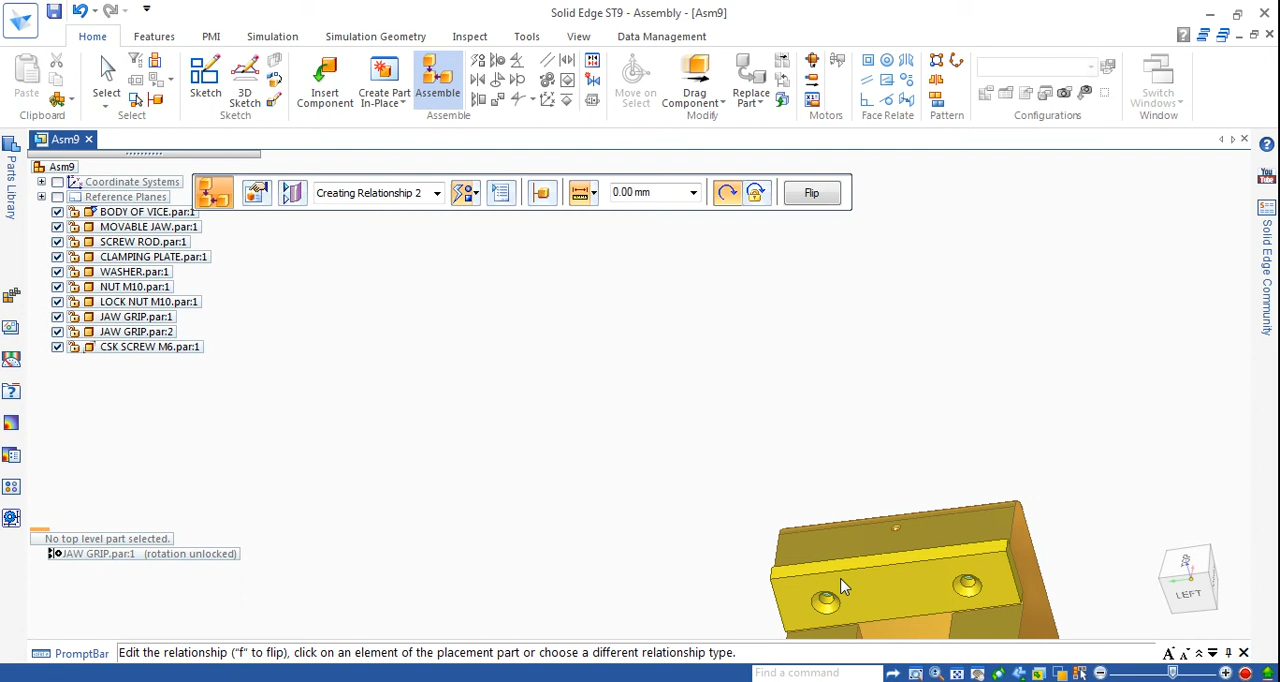 Solid Edge ST9 - Assembly - [Asm9]
Home Features PMI Simulation Simulation Geometry Inspect Tools View Data Management
Paste
Select
Sketch
3D Sketch
Insert Component
Create Part In-Place
Assemble
Move on Select
Drag Component
Replace Part
Switch Windows
Clipboard Select Sketch Assemble Modify Motors Face Relate Pattern Configurations Window
Asm9
Parts Library
Asm9
Coordinate Systems
Reference Planes
Creating Relationship 2
0.00 mm
Flip
BODY OF VICE.par:1
MOVABLE JAW.par:1
SCREW ROD.par:1
CLAMPING PLATE.par:1
WASHER.par:1
NUT M10.par:1
LOCK NUT M10.par:1
JAW GRIP.par:1
JAW GRIP.par:2
CSK SCREW M6.par:1
You Tube
Solid Edge Community
No top level part selected.
JAW GRIP.par:1 (rotation unlocked)
TOP
LEFT
PromptBar
Edit the relationship ("f" to flip), click on an element of the placement part or choose a different relationship type.
Find a command